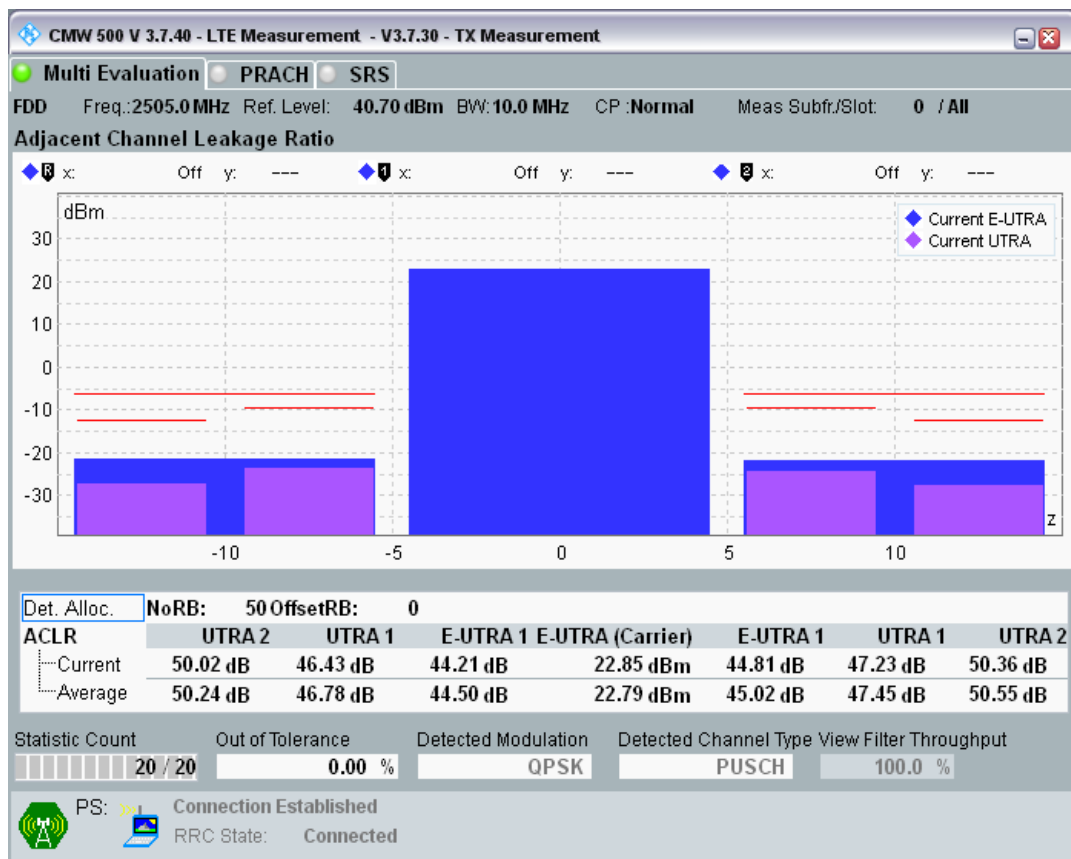 CMW 500 V 3.7.40 - LTE Measurement - V3.7.30 - TX Measurement
Multi Evaluation PRACH SRS
FDD Freq.:2505.0 MHz Ref. Level: 40.70 dBm BW:10.0 MHz CP :Normal Meas Subfr./Slot: 0 / All
Adjacent Channel Leakage Ratio
R x: Off y: --- 1 x: Off y: --- 2 x: Off y: ---
dBm
Current E-UTRA
Current UTRA
30
20
10
0
-10
-20
-30
z
-10 -5 0 5 10
Det. Alloc. NoRB: 50 OffsetRB: 0
ACLR UTRA 2 UTRA 1 E-UTRA 1 E-UTRA (Carrier) E-UTRA 1 UTRA 1 UTRA 2
Current 50.02 dB 46.43 dB 44.21 dB 22.85 dBm 44.81 dB 47.23 dB 50.36 dB
Average 50.24 dB 46.78 dB 44.50 dB 22.79 dBm 45.02 dB 47.45 dB 50.55 dB
Statistic Count Out of Tolerance Detected Modulation Detected Channel Type View Filter Throughput
20 / 20 0.00 % QPSK PUSCH 100.0 %
PS: Connection Established
RRC State: Connected